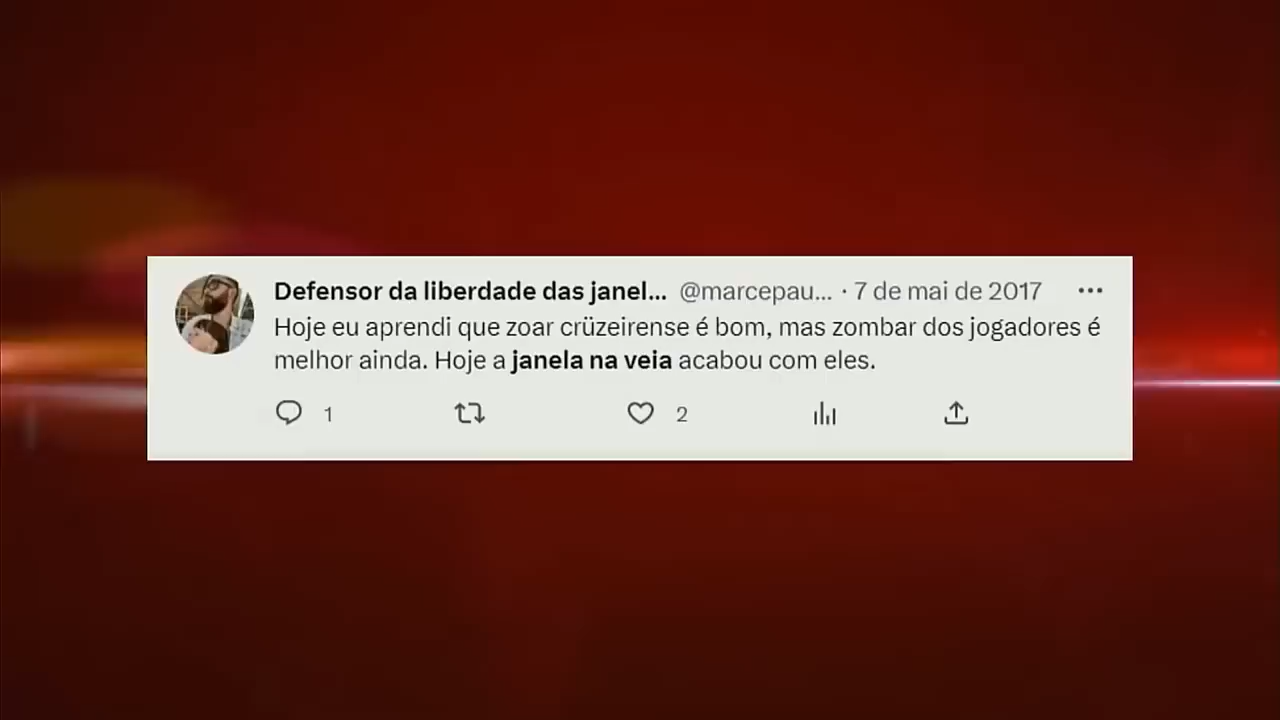 Defensor da liberdade das janel... @marcepau... · 7 de mai de 2017 ...
Hoje eu aprendi que zoar crüzeirense é bom, mas zombar dos jogadores é
melhor ainda. Hoje a janela na veia acabou com eles.
1 2